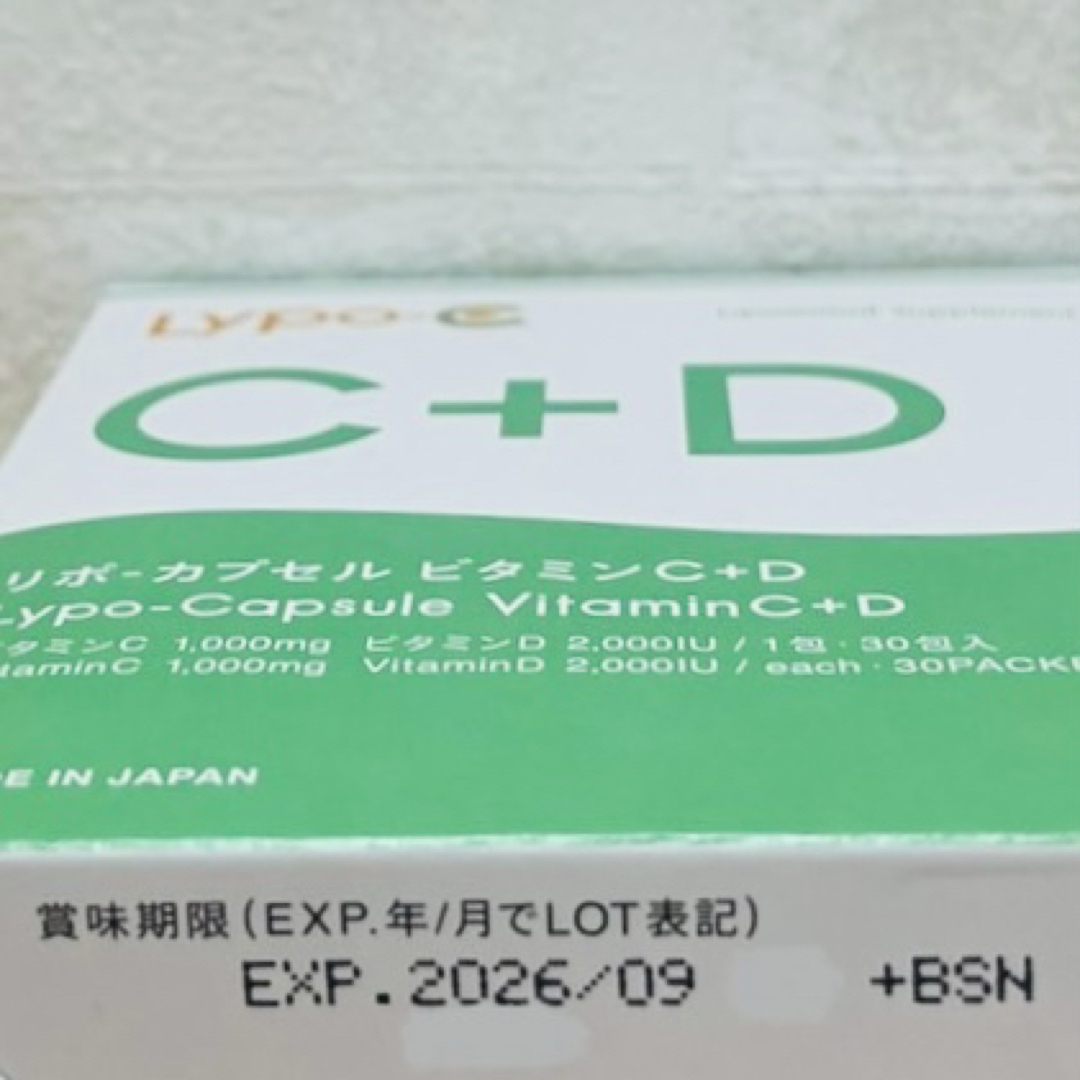 Lypo-C
C+D
リポ-カプセル ビタミンC+D
Lypo-Capsule VitaminC+D
タミンC 1,000mg ビタミンD 2,000IU / 1包・30包入
taminC 1,000mg VitaminD 2,000IU / each・30PACKE
E IN JAPAN
賞味期限(EXP.年/月でLOT表記)
EXP.2026/09 +BSN